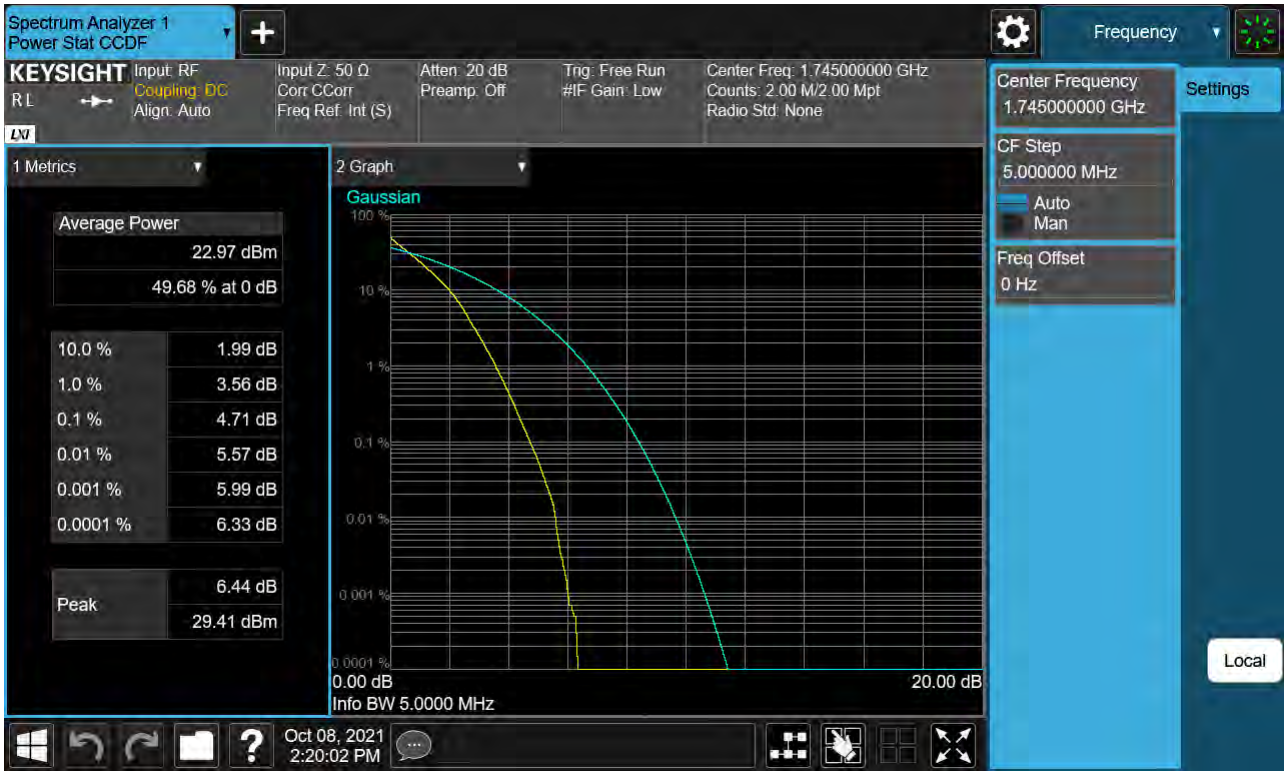 Spectrum Analyzer 1
Power Stat CCDF
+
Frequency
KEYSIGHT
RL
LXI
Input: RF
Coupling: DC
Align: Auto
Input Z: 50 Ω
Corr CCorr
Freq Ref: Int (S)
Atten: 20 dB
Preamp: Off
Trig: Free Run
#IF Gain: Low
Center Freq: 1.745000000 GHz
Counts: 2.00 M/2.00 Mpt
Radio Std: None
Center Frequency
1.745000000 GHz
Settings
CF Step
5.000000 MHz
Auto
Man
Freq Offset
0 Hz
1 Metrics
Average Power
22.97 dBm
49.68 % at 0 dB
10.0 % 1.99 dB
1.0 % 3.56 dB
0.1 % 4.71 dB
0.01 % 5.57 dB
0.001 % 5.99 dB
0.0001 % 6.33 dB
Peak
6.44 dB
29.41 dBm
2 Graph
Gaussian
100 %
10 %
1 %
0.1 %
0.01 %
0.001 %
0.0001 %
0.00 dB 20.00 dB
Info BW 5.0000 MHz
Local
?
Oct 08, 2021
2:20:02 PM